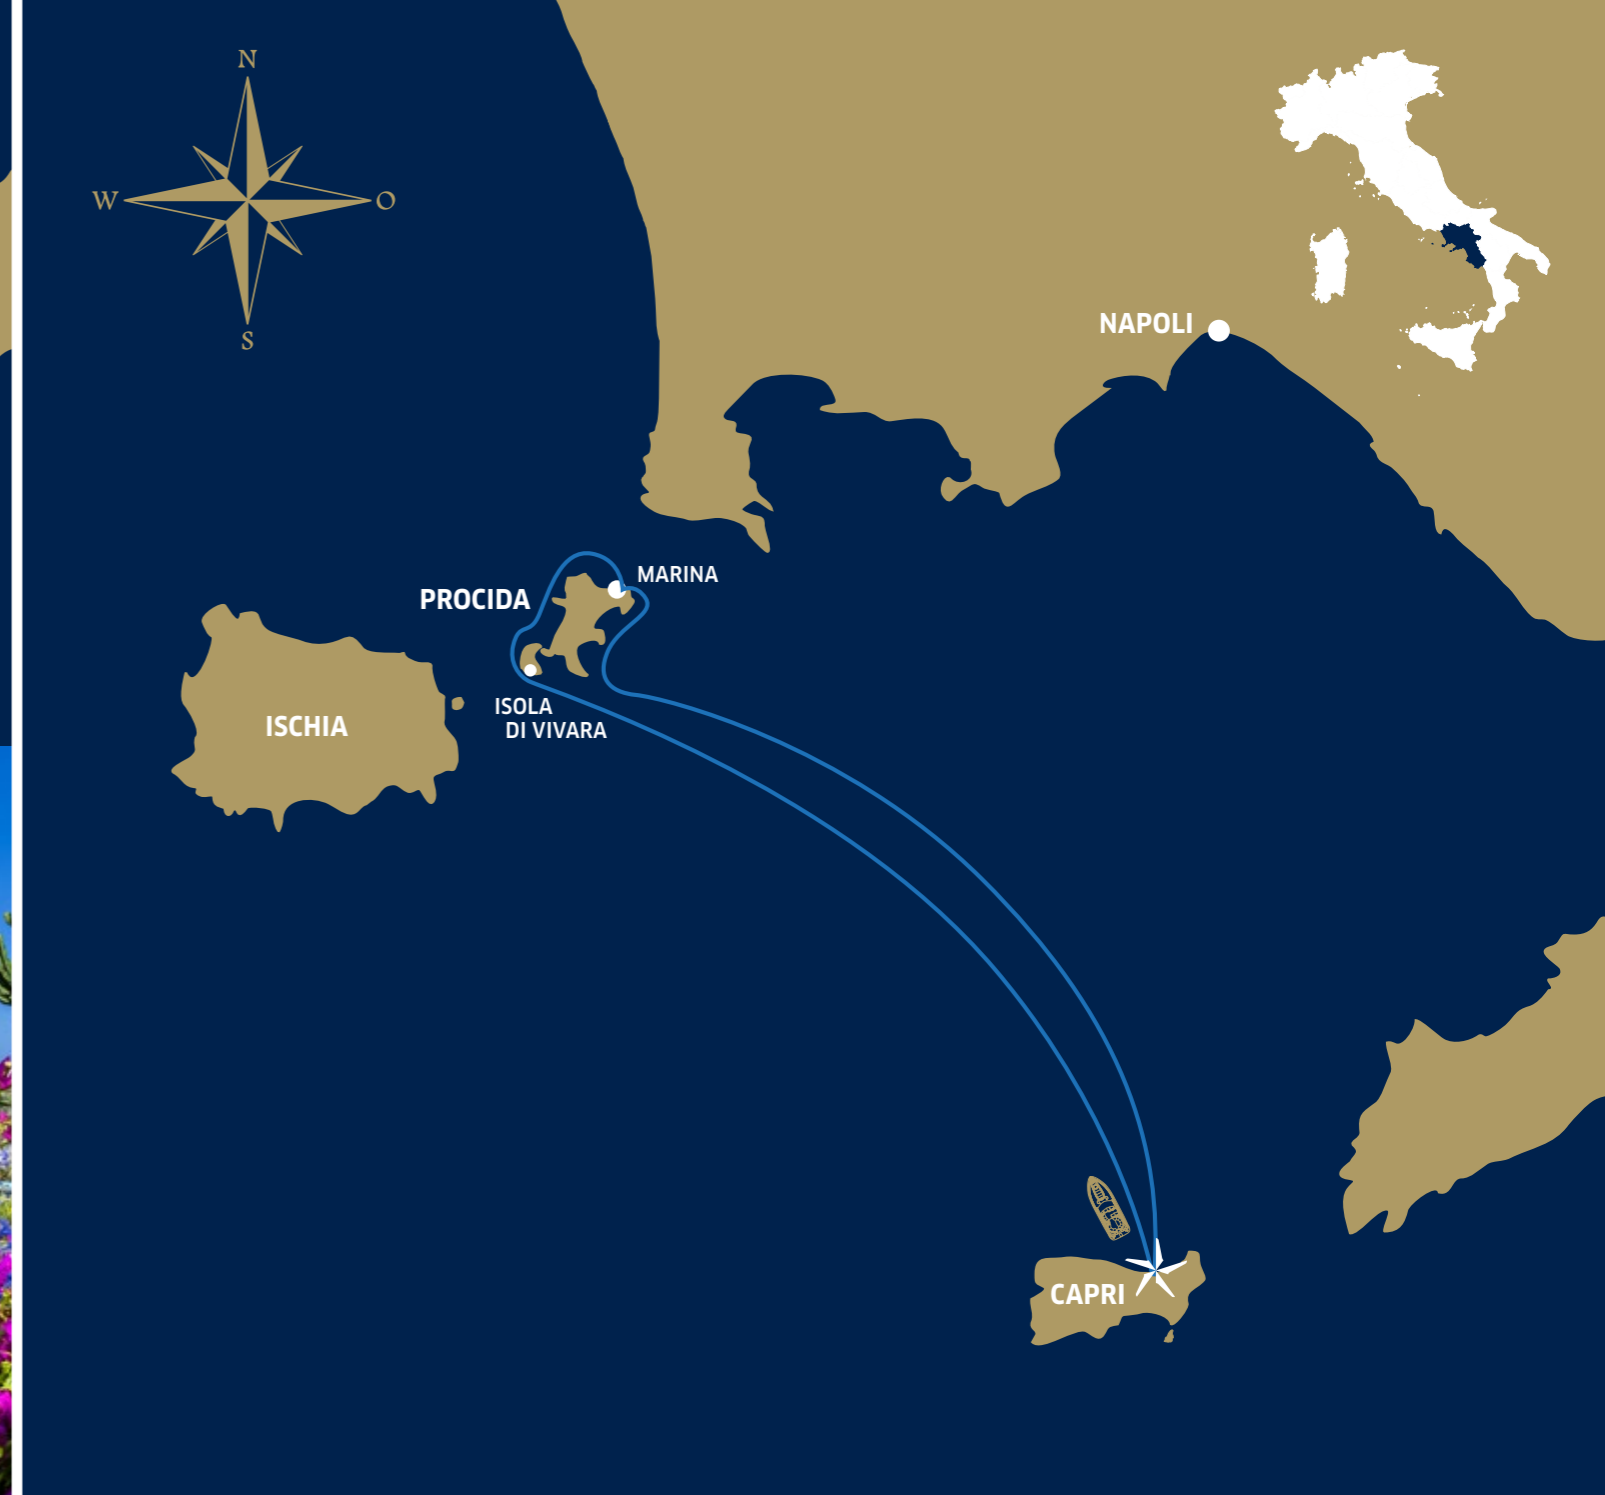 N
W
O
S
NAPOLI
MARINA
PROCIDA
ISOLA
DI VIVARA
ISCHIA
CAPRI